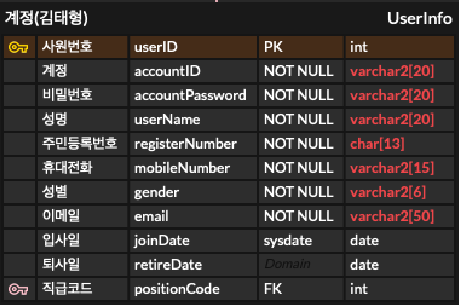 계정(김태형) UserInfo
사원번호 userID PK int
계정 accountID NOT NULL varchar2[20]
비밀번호 accountPassword NOT NULL varchar2[20]
성명 userName NOT NULL varchar2[20]
주민등록번호 registerNumber NOT NULL char[13]
휴대전화 mobileNumber NOT NULL varchar2[15]
성별 gender NOT NULL varchar2[6]
이메일 email NOT NULL varchar2[50]
입사일 joinDate sysdate date
퇴사일 retireDate Domain date
직급코드 positionCode FK int